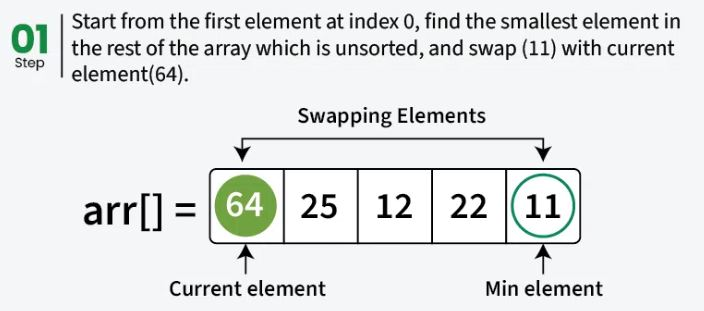 01
Step
Start from the first element at index 0, find the smallest element in
the rest of the array which is unsorted, and swap (11) with current
element(64).
Swapping Elements
arr[] = 64 25 12 22 11
Current element
Min element